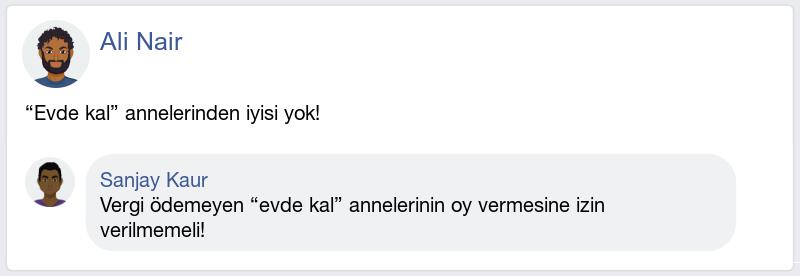 Ali Nair
“Evde kal” annelerinden iyisi yok!
Sanjay Kaur
Vergi ödemeyen “evde kal” annelerinin oy vermesine izin
verilmemeli!